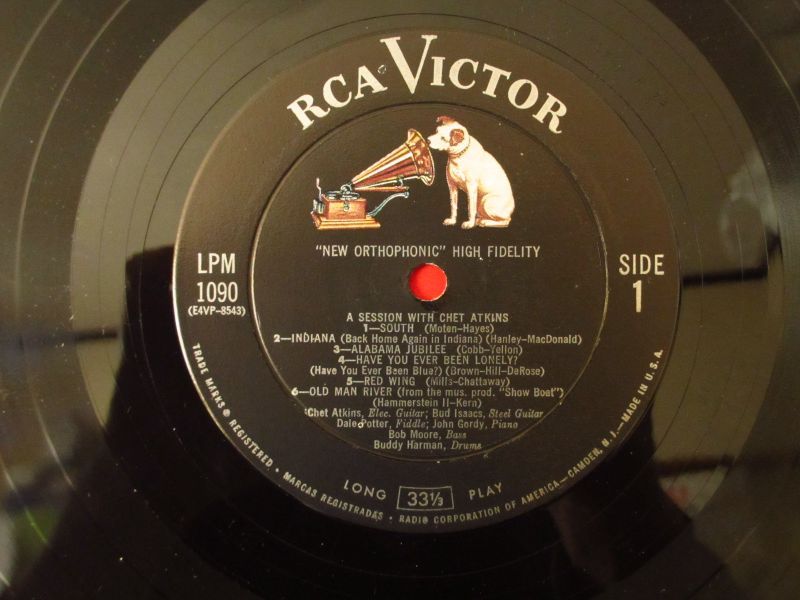 RCA VICTOR
"NEW ORTHOPHONIC" HIGH FIDELITY
LPM
1090
(E4VP-8543)
SIDE
1
A SESSION WITH CHET ATKINS
1—SOUTH (Moten-Hayes)
2—INDIANA (Back Home Again in Indiana) (Hanley-MacDonald)
3—ALABAMA JUBILEE (Cobb-Yellon)
4—HAVE YOU EVER BEEN LONELY?
(Have You Ever Been Blue?) (Brown-Hill-DeRose)
5—RED WING (Mills-Chattaway)
6—OLD MAN RIVER (from the mus. prod. "Show Boat")
(Hammerstein II-Kern)
Chet Atkins, Elec. Guitar; Bud Isaacs, Steel Guitar
Dale Potter, Fiddle; John Gordy, Piano
Bob Moore, Bass
Buddy Harman, Drums
LONG 33⅓ PLAY
TRADE MARKS ® REGISTERED · MARCAS REGISTRADAS · RADIO CORPORATION OF AMERICA—CAMDEN, N. J.—MADE IN U. S. A.